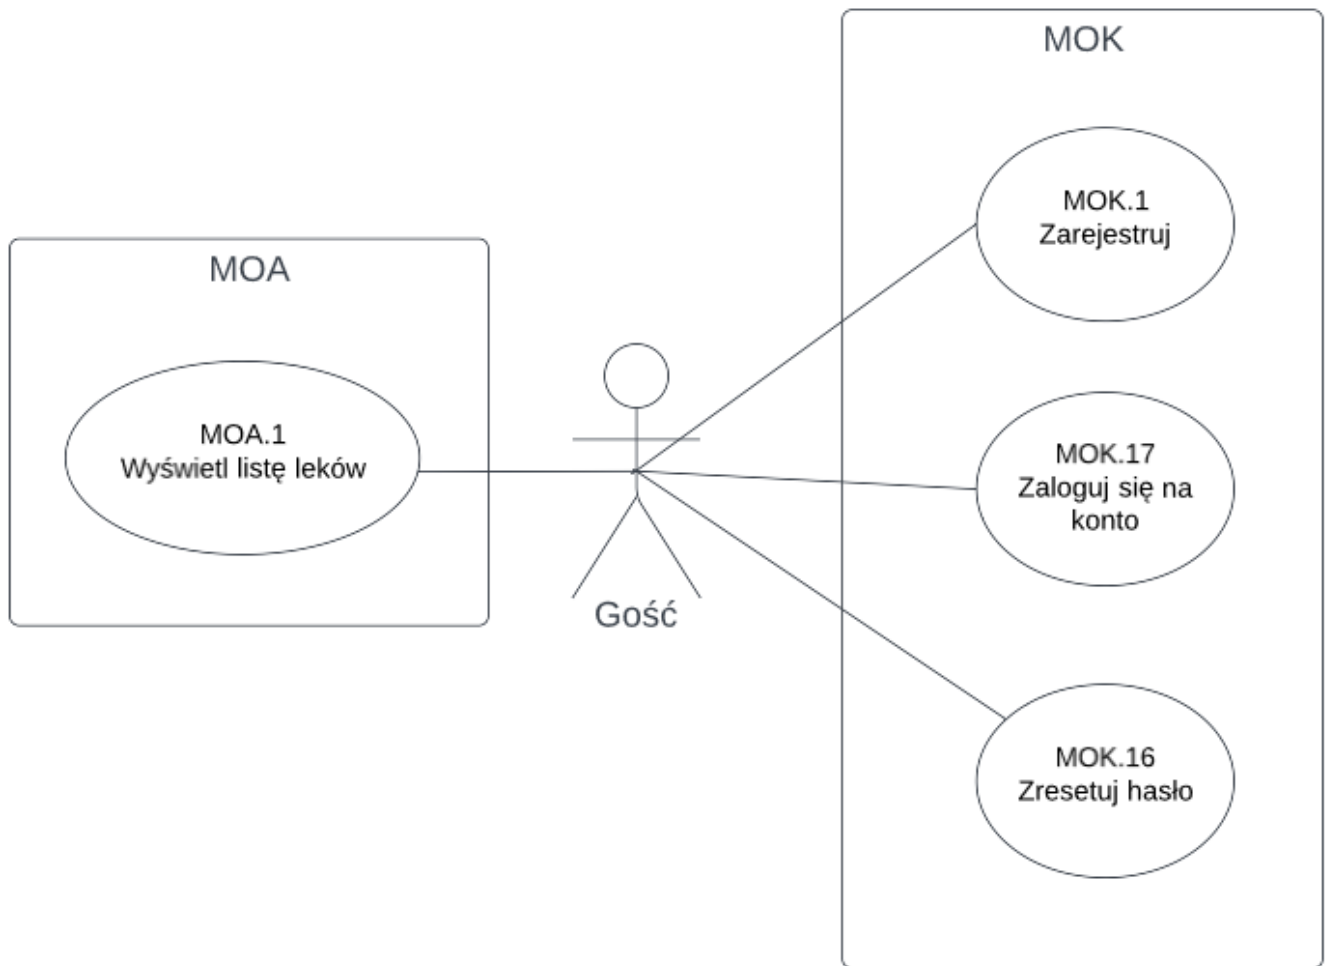 MOK
MOK.1
Zarejestruj
MOA
MOA.1
Wyświetl listę leków
MOK.17
Zaloguj się na
konto
Gość
MOK.16
Zresetuj hasło